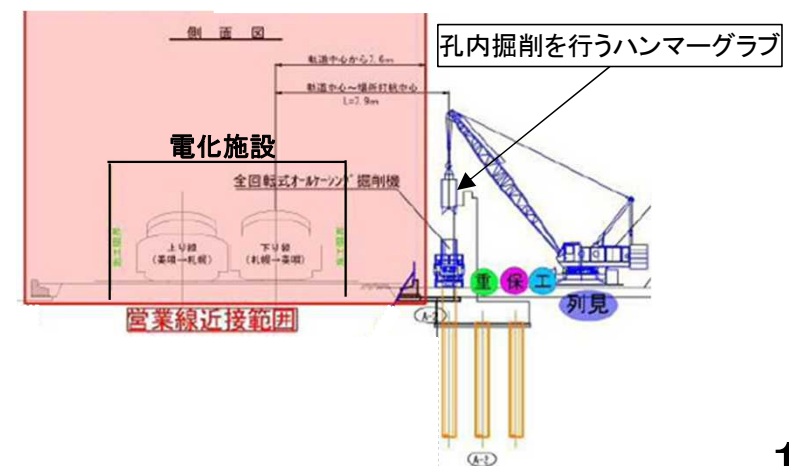 側面図
孔内掘削を行うハンマーグラブ
軌道中心から7.6m
軌道中心～場所打杭中心
L=7.9m
電化施設
全回転式オールケーシング掘削機
上り線
(美唄→札幌)
下り線
(札幌→美唄)
重
保
工
列見
営業線近接範囲
A-2
A-2
1